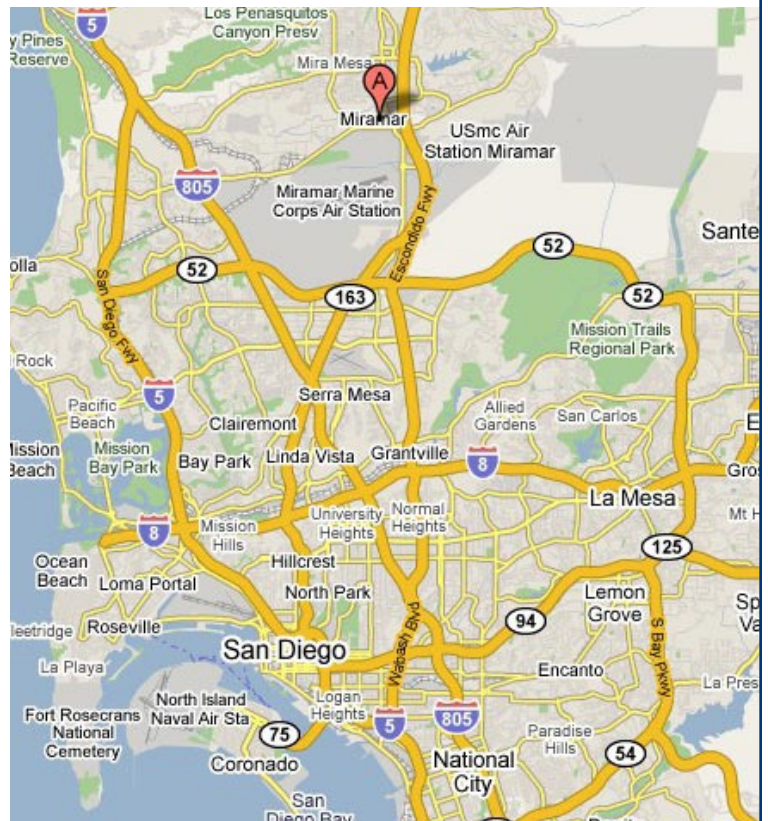 5
Los Penasquitos
Canyon Presv
y Pines
Reserve
Mira Mesa
A
Miramar
USmc Air
Station Miramar
805
Miramar Marine
Corps Air Station
Escondido Fwy
Sante
52
52
olla
163
52
San Diego Fwy
Mission Trails
Regional Park
Rock
5
Serra Mesa
Pacific
Beach
Allied
Gardens
San Carlos
E
Clairemont
Mission
Beach
Mission
Bay Park
Bay Park
Linda Vista
Grantville
8
Gros
La Mesa
Mt H
8
Mission
Hills
University
Heights
Normal
Heights
125
Ocean
Beach
Loma Portal
Hillcrest
North Park
Lemon
Grove
Sp
Va
leetridge
Roseville
94
S Bay Pkwy
San Diego
Wabash Blvd
La Playa
Encanto
La Pres
North Island
Naval Air Sta
Logan
Heights
Fort Rosecrans
National
Cemetery
75
5
805
Paradise
Hills
54
Coronado
National
City
San
Diego Bay